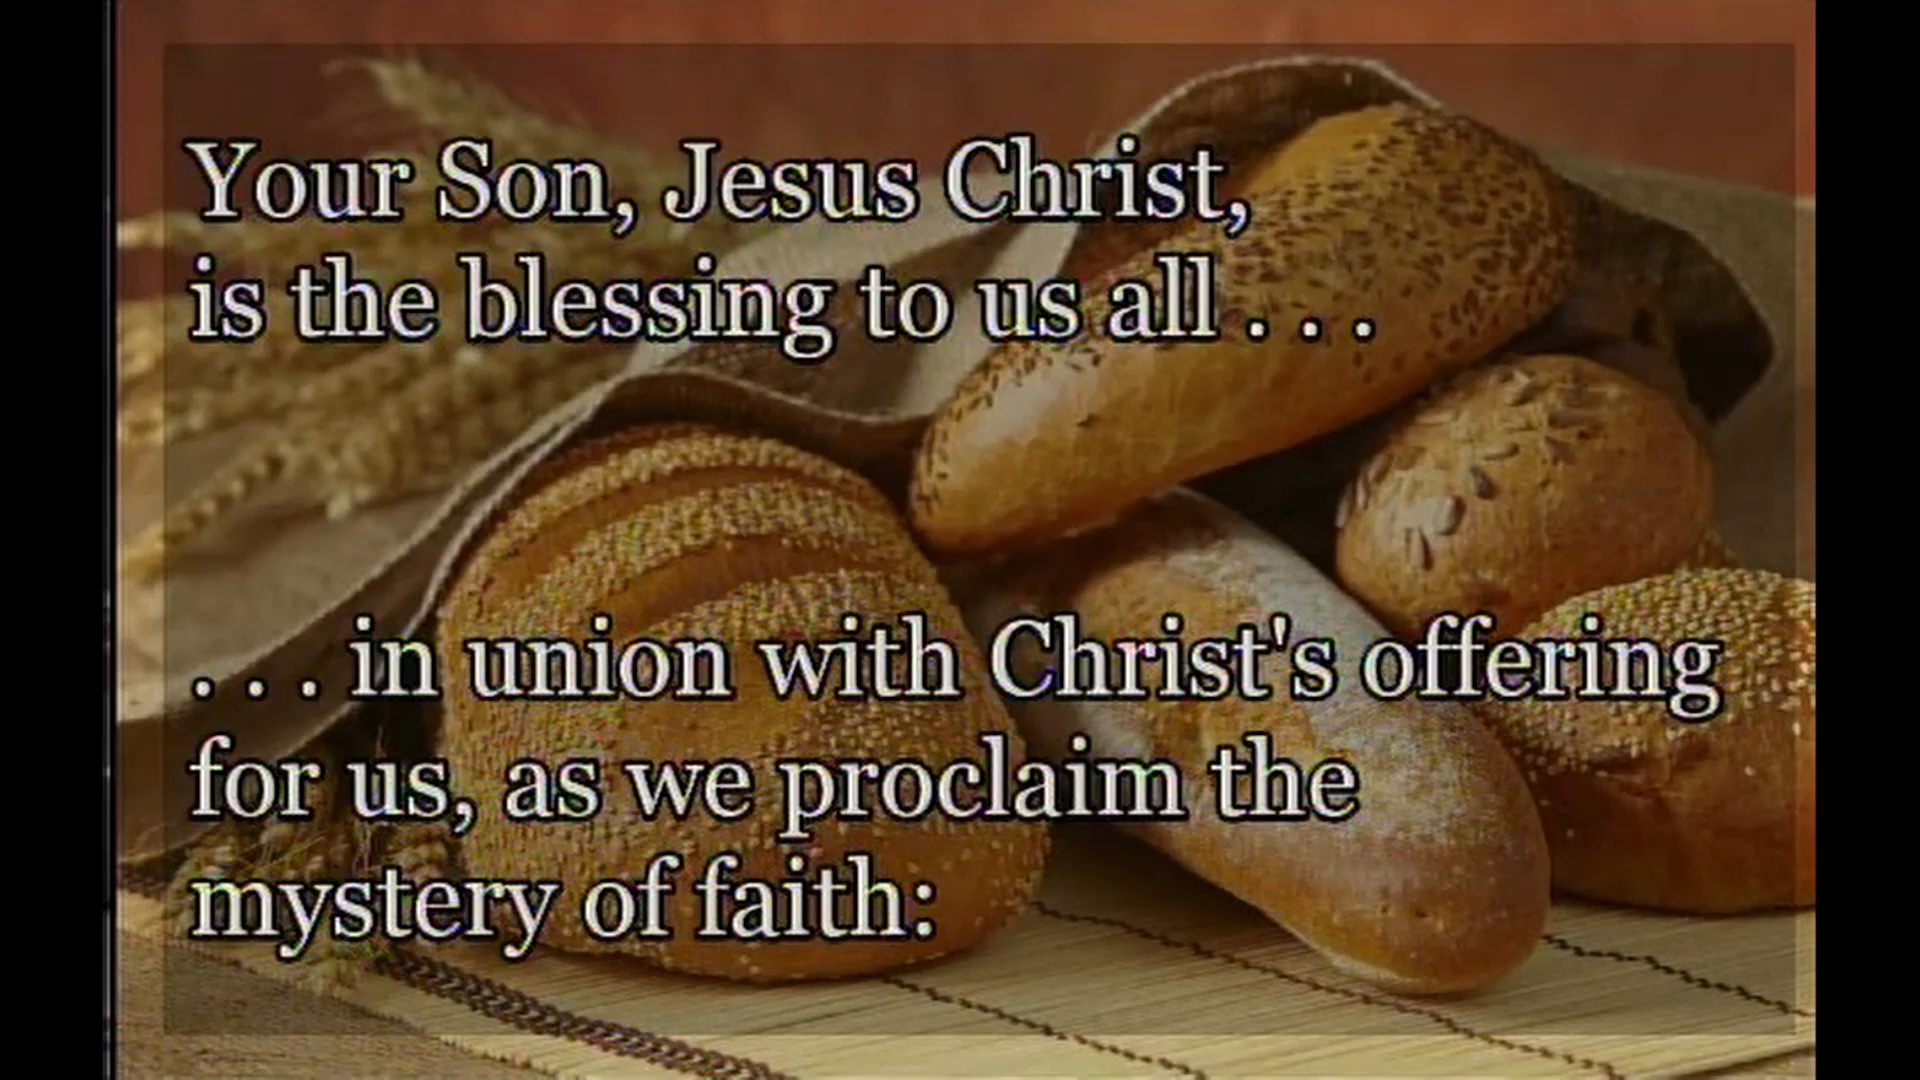 Your Son, Jesus Christ,
is the blessing to us all . . .
. . . in union with Christ's offering
for us, as we proclaim the
mystery of faith: